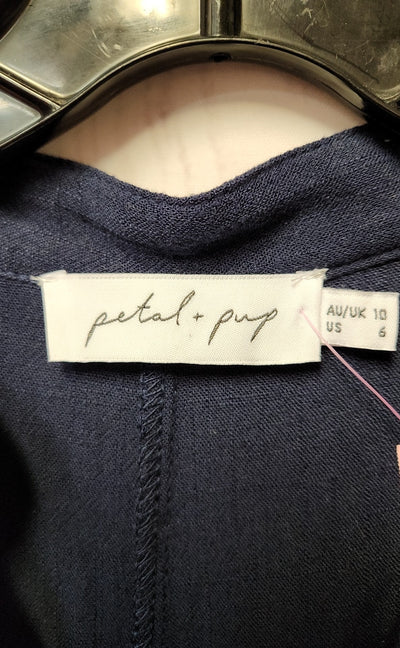 petal + pup
AU/UK 10
US 6